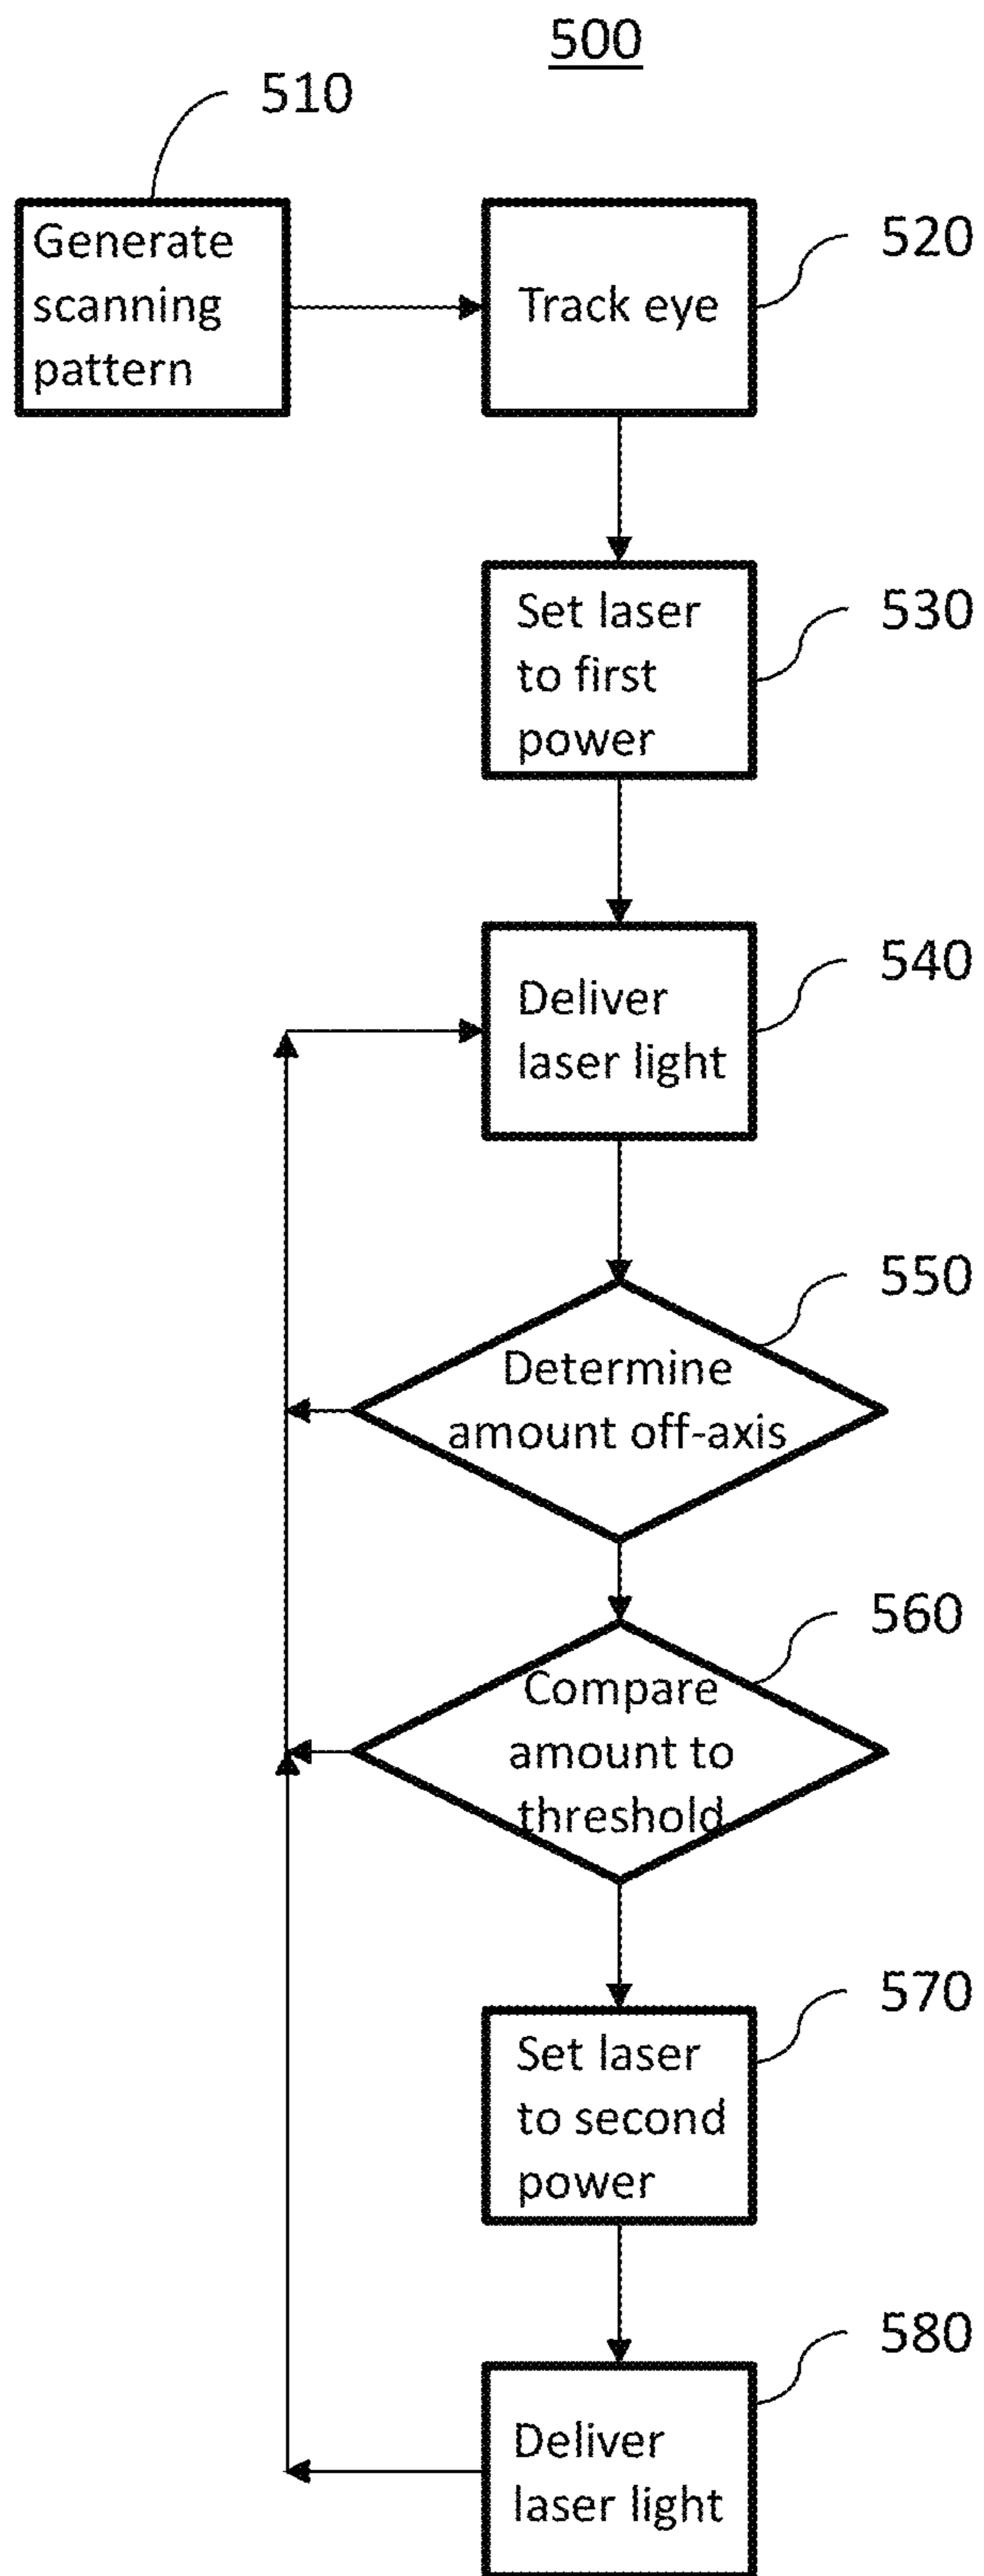 500
510
Generate
scanning
pattern
520
Track eye
530
Set laser
to first
power
540
Deliver
laser light
550
Determine
amount off-axis
560
Compare
amount to
threshold
570
Set laser
to second
power
580
Deliver
laser light